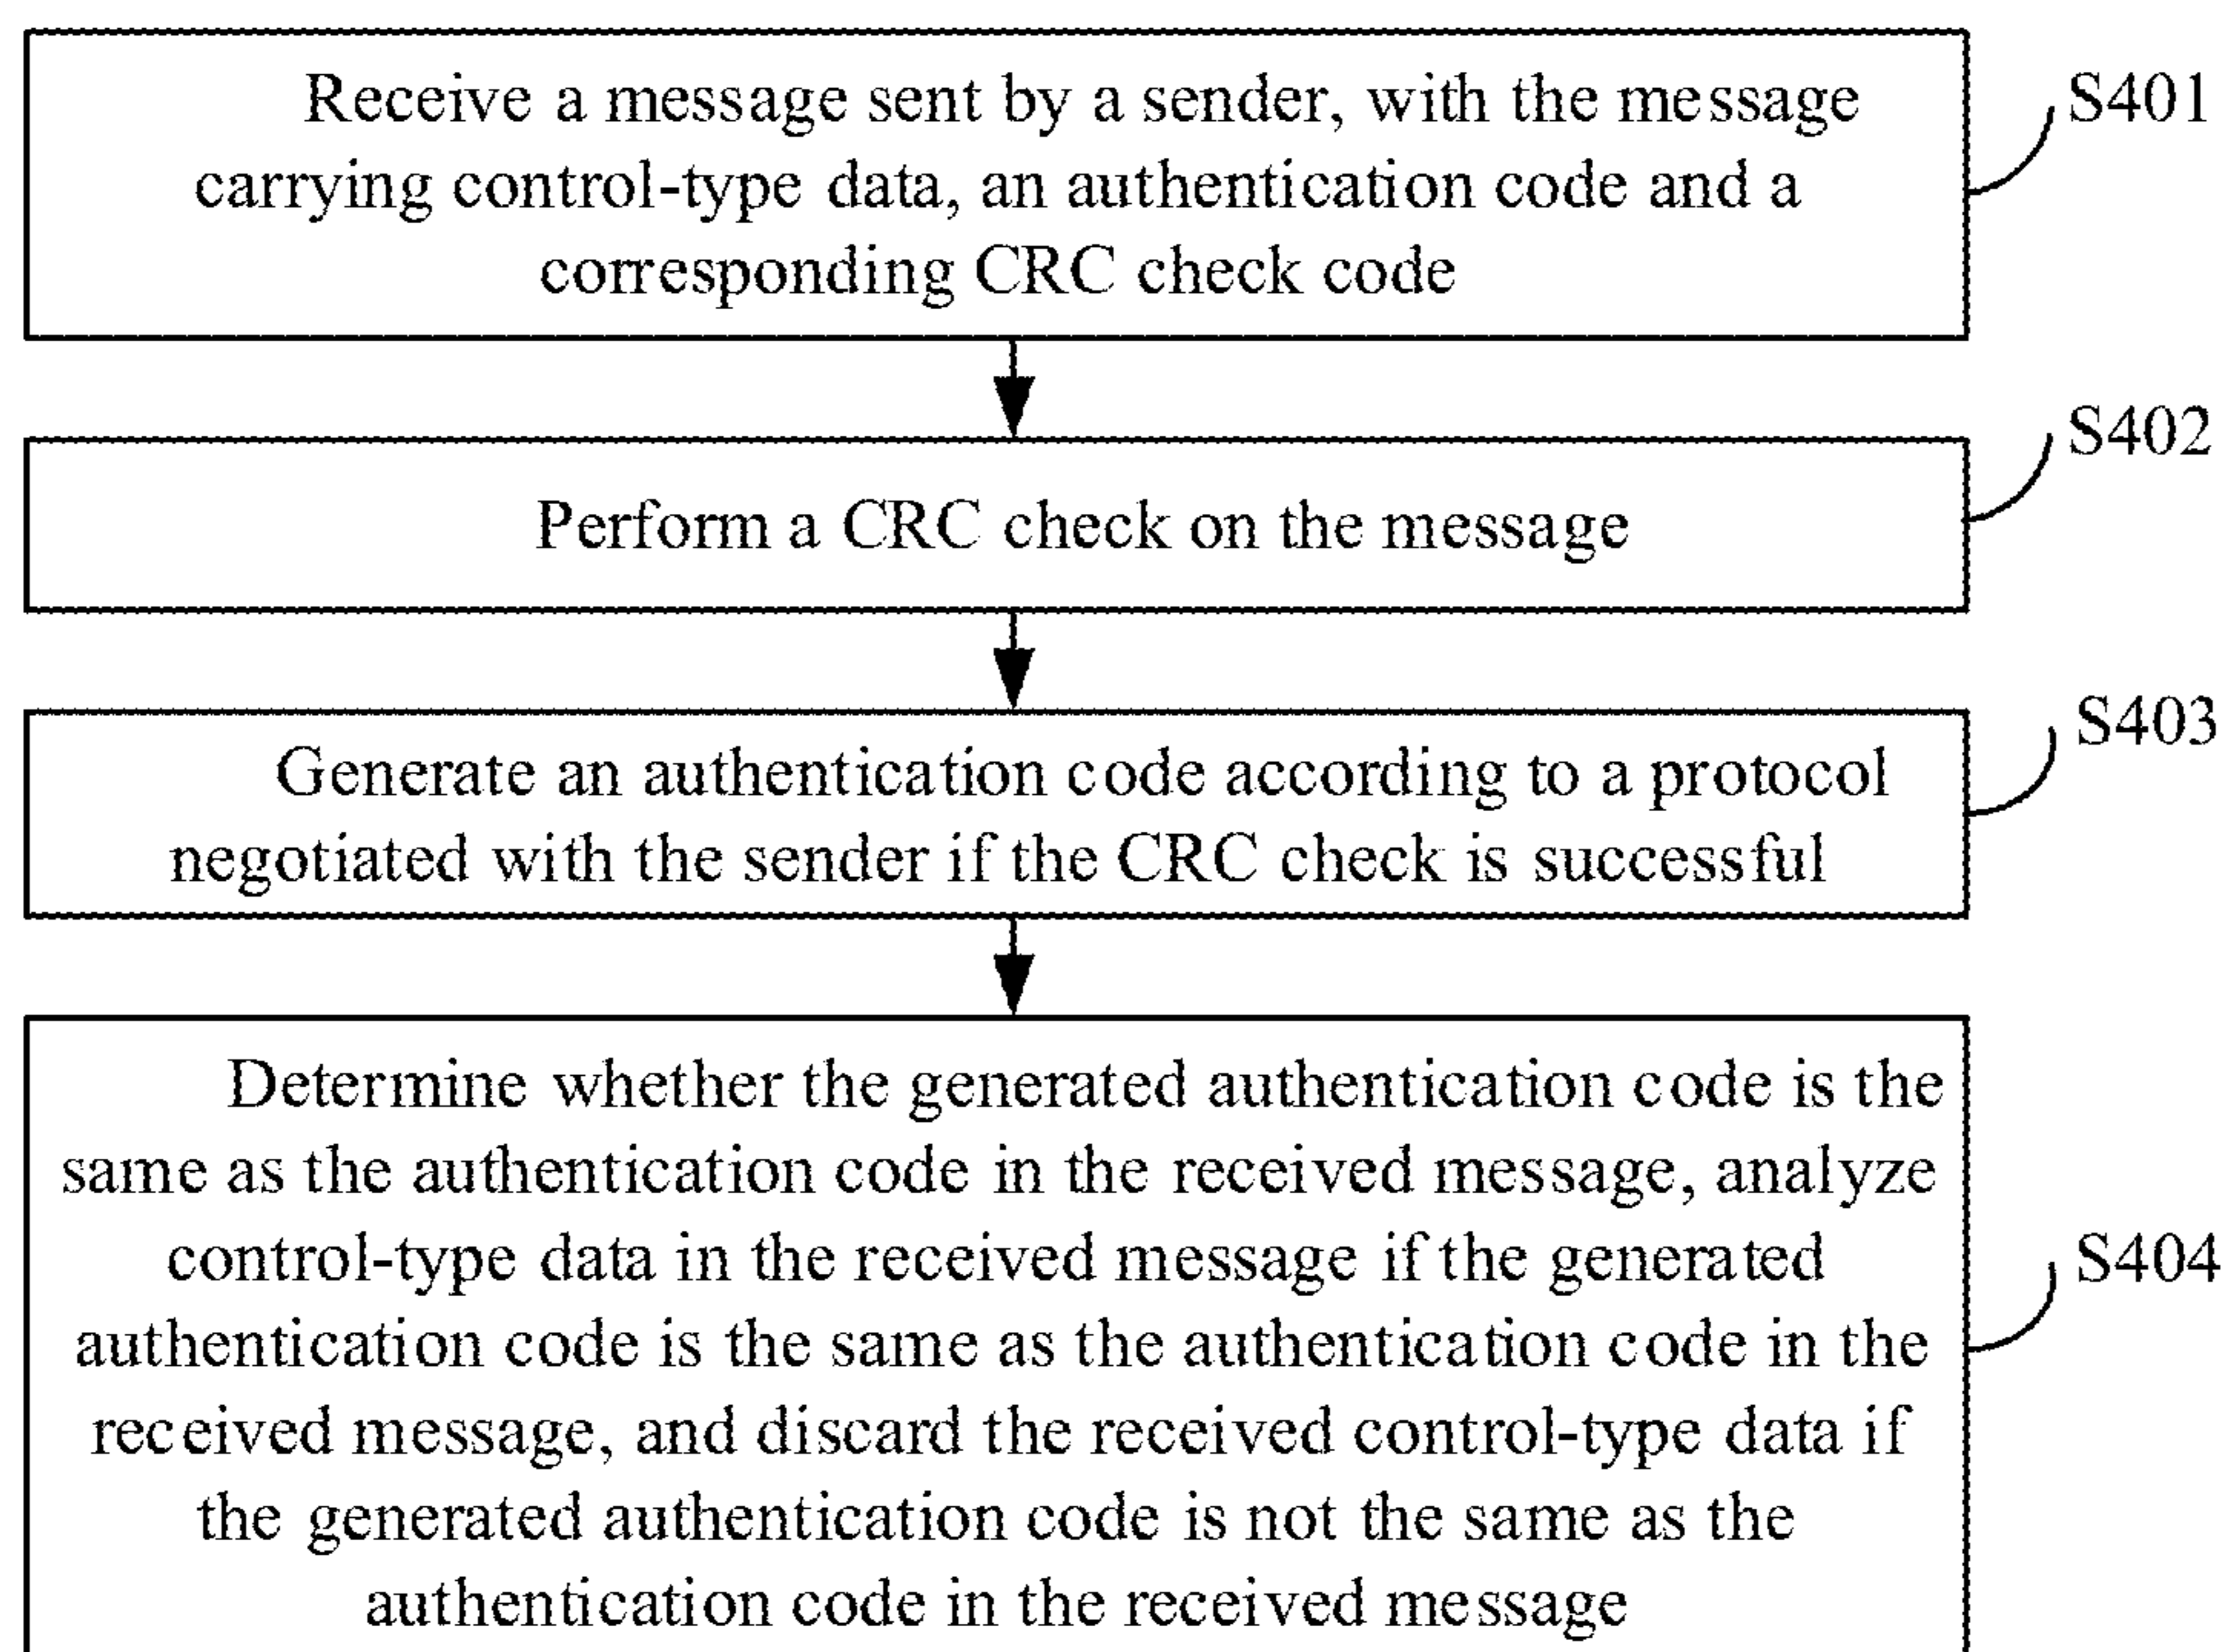 Receive a message sent by a sender, with the message
carrying control-type data, an authentication code and a
corresponding CRC check code
S401
Perform a CRC check on the message
S402
Generate an authentication code according to a protocol
negotiated with the sender if the CRC check is successful
S403
Determine whether the generated authentication code is the
same as the authentication code in the received message, analyze
control-type data in the received message if the generated
authentication code is the same as the authentication code in the
received message, and discard the received control-type data if
the generated authentication code is not the same as the
authentication code in the received message
S404